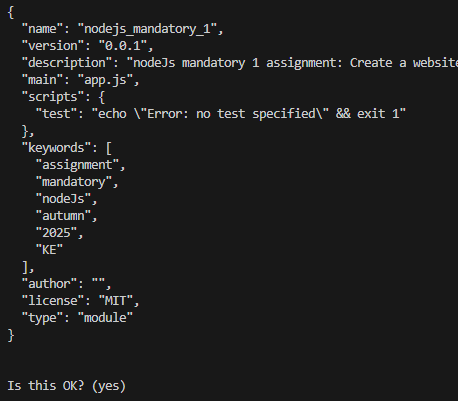 {
  "name": "nodejs_mandatory_1",
  "version": "0.0.1",
  "description": "nodeJs mandatory 1 assignment: Create a website
  "main": "app.js",
  "scripts": {
    "test": "echo \"Error: no test specified\" && exit 1"
  },
  "keywords": [
    "assignment",
    "mandatory",
    "nodeJs",
    "autumn",
    "2025",
    "KE"
  ],
  "author": "",
  "license": "MIT",
  "type": "module"
}
Is this OK? (yes)